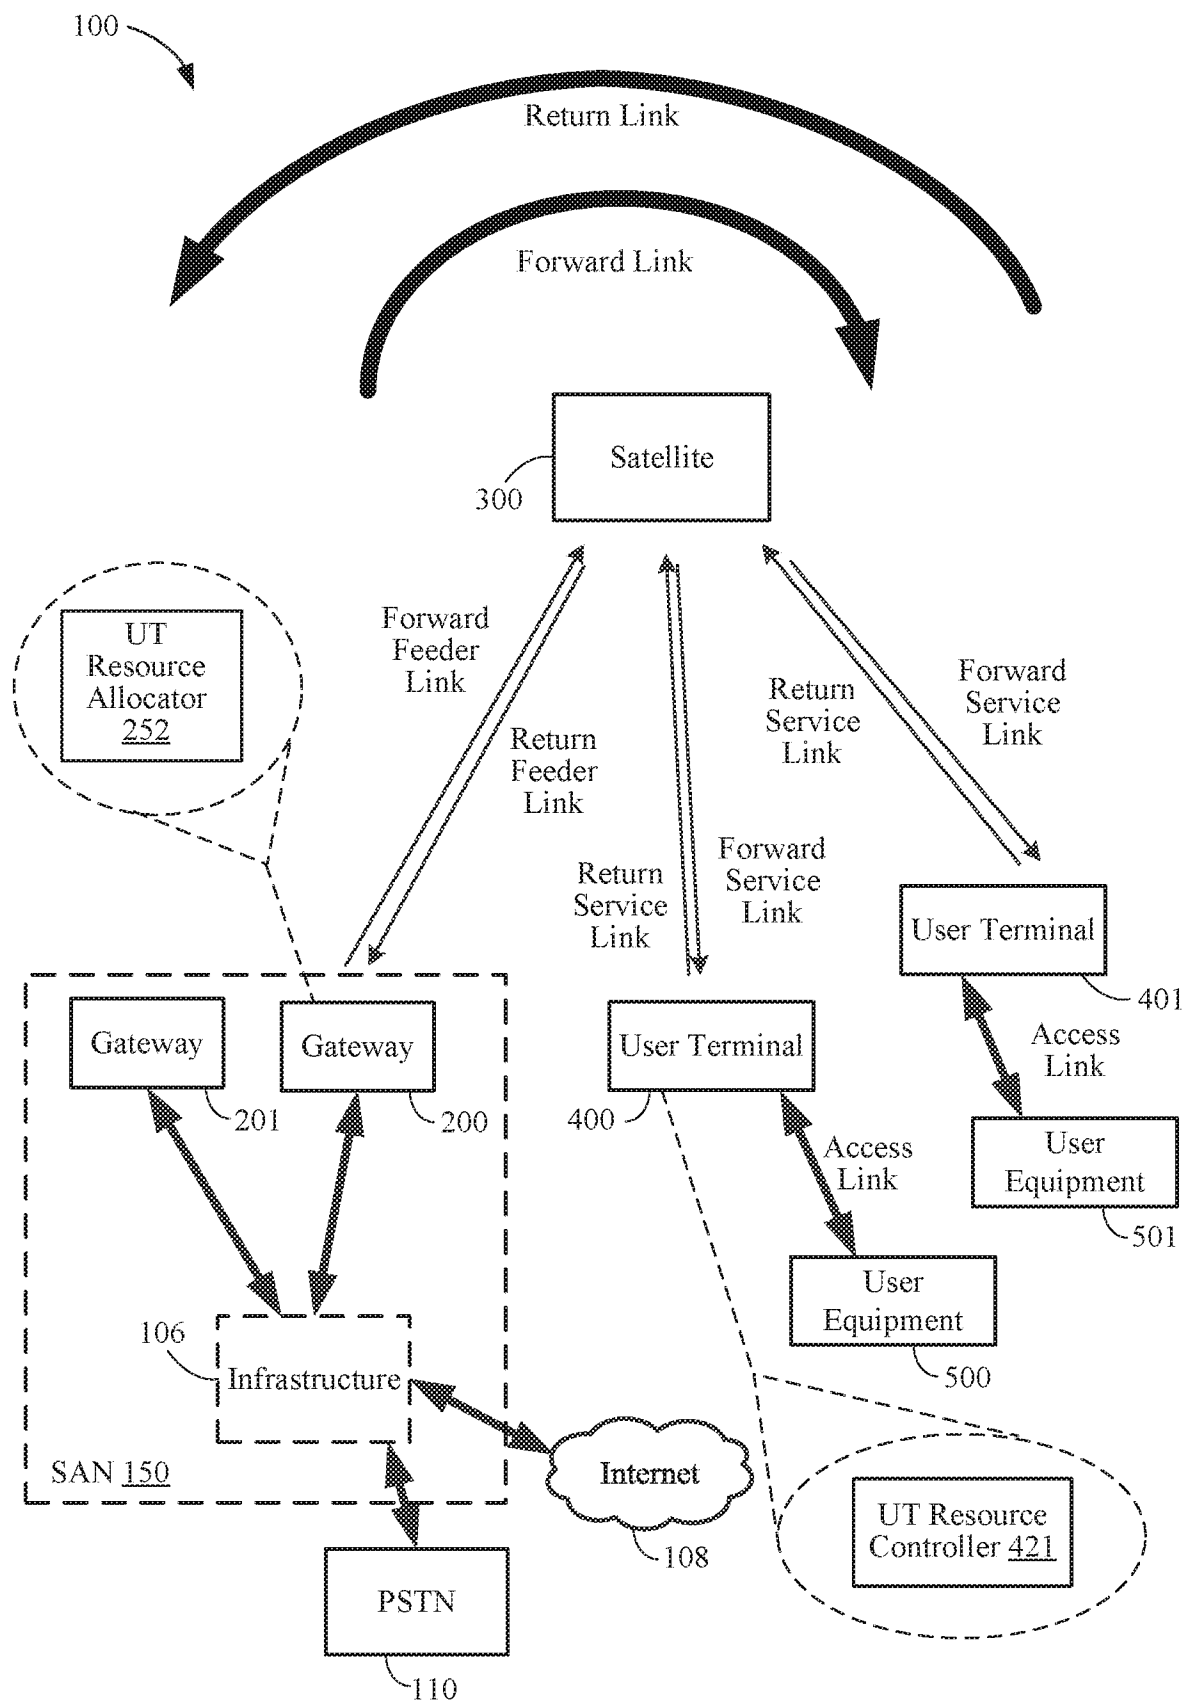 100
Return Link
Forward Link
Satellite
300
UT
Resource
Allocator
252
Forward
Feeder
Link
Return
Feeder
Link
Return
Service
Link
Forward
Service
Link
Return
Service
Link
Forward
Service
Link
User Terminal
401
Gateway
201
Gateway
200
User Terminal
400
Access
Link
User
Equipment
501
Access
Link
User
Equipment
500
106
Infrastructure
SAN 150
Internet
108
UT Resource
Controller 421
PSTN
110